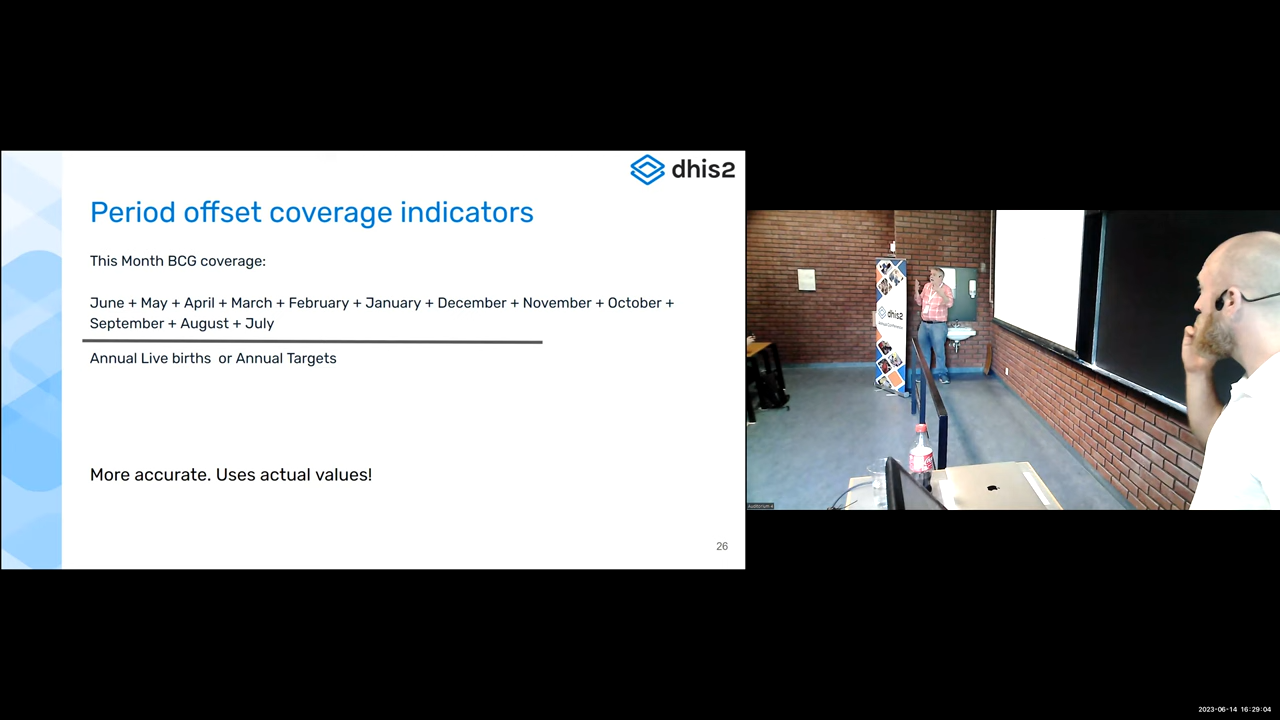 dhis2
Period offset coverage indicators
This Month BCG coverage:
June + May + April + March + February + January + December + November + October +
September + August + July
Annual Live births or Annual Targets
More accurate. Uses actual values!
26
dhis2
2023-06-14 16:29:04